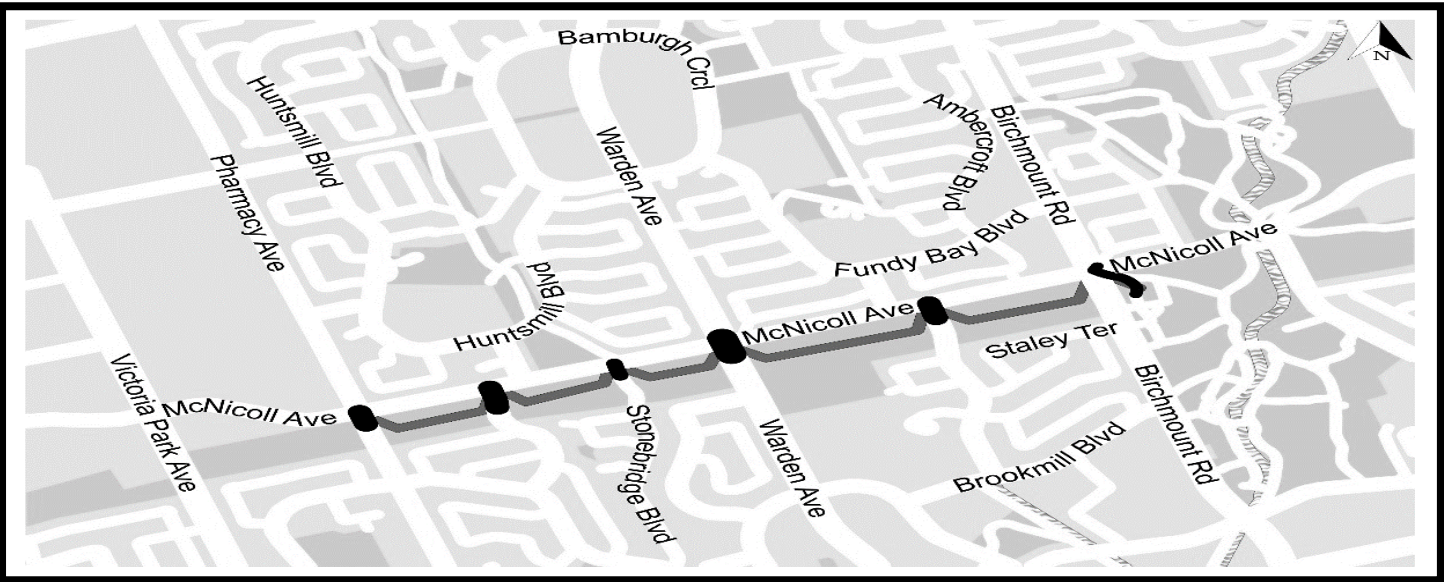 Bamburgh Crcl
N
Huntsmill Blvd
Ambercroft Blvd
Birchmount Rd
Warden Ave
Pharmacy Ave
Fundy Bay Blvd
McNicoll Ave
Huntsmill Blvd
McNicoll Ave
Staley Ter
Victoria Park Ave
McNicoll Ave
Stonebridge Blvd
Warden Ave
Birchmount Rd
Brookmill Blvd